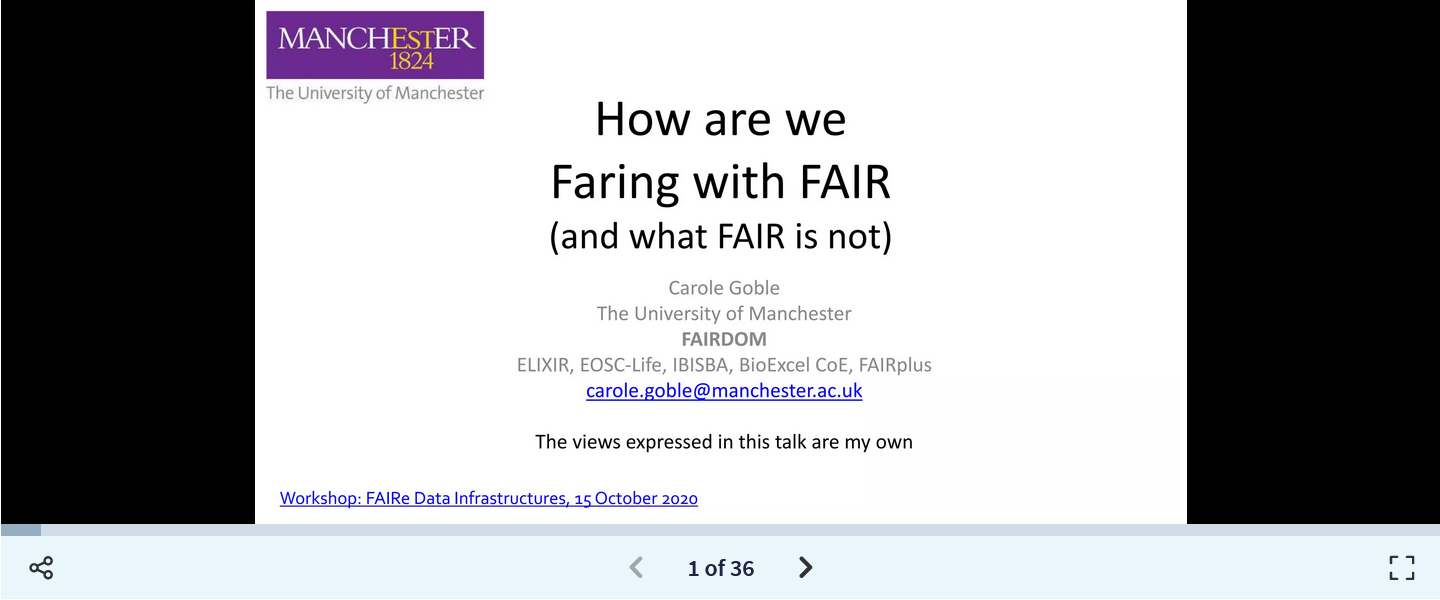 MANCHESTER
1824
The University of Manchester
How are we
Faring with FAIR
(and what FAIR is not)
Carole Goble
The University of Manchester
FAIRDOM
ELIXIR, EOSC-Life, IBISBA, BioExcel CoE, FAIRplus
carole.goble@manchester.ac.uk
The views expressed in this talk are my own
Workshop: FAIRe Data Infrastructures, 15 October 2020
1 of 36